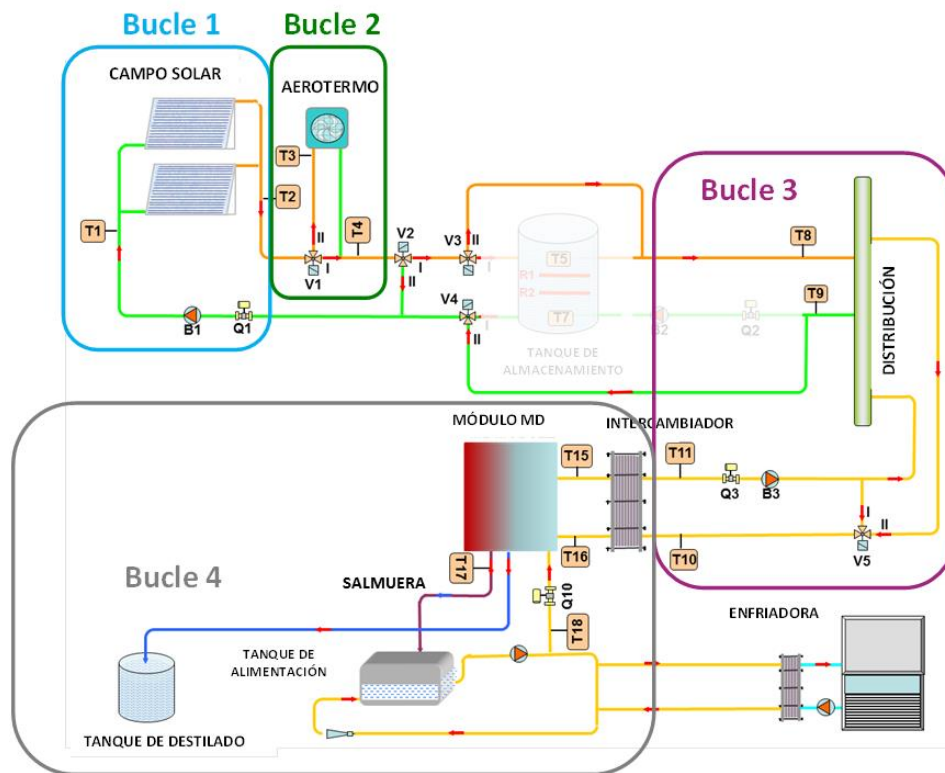 Bucle 1
Bucle 2
CAMPO SOLAR
AEROTERMO
T3
T2
T1
T4
II
V1
I
V2
I
II
V3
II
I
V4
I
II
B1
Q1
T5
R1
R2
T7
B2
Q2
TANQUE DE
ALMACENAMIENTO
Bucle 3
T8
T9
DISTRIBUCIÓN
MÓDULO MD
INTERCAMBIADOR
T15
T11
Q3
B3
I
II
V5
T16
T10
Bucle 4
T17
SALMUERA
Q10
T18
TANQUE DE
ALIMENTACIÓN
TANQUE DE DESTILADO
ENFRIADORA